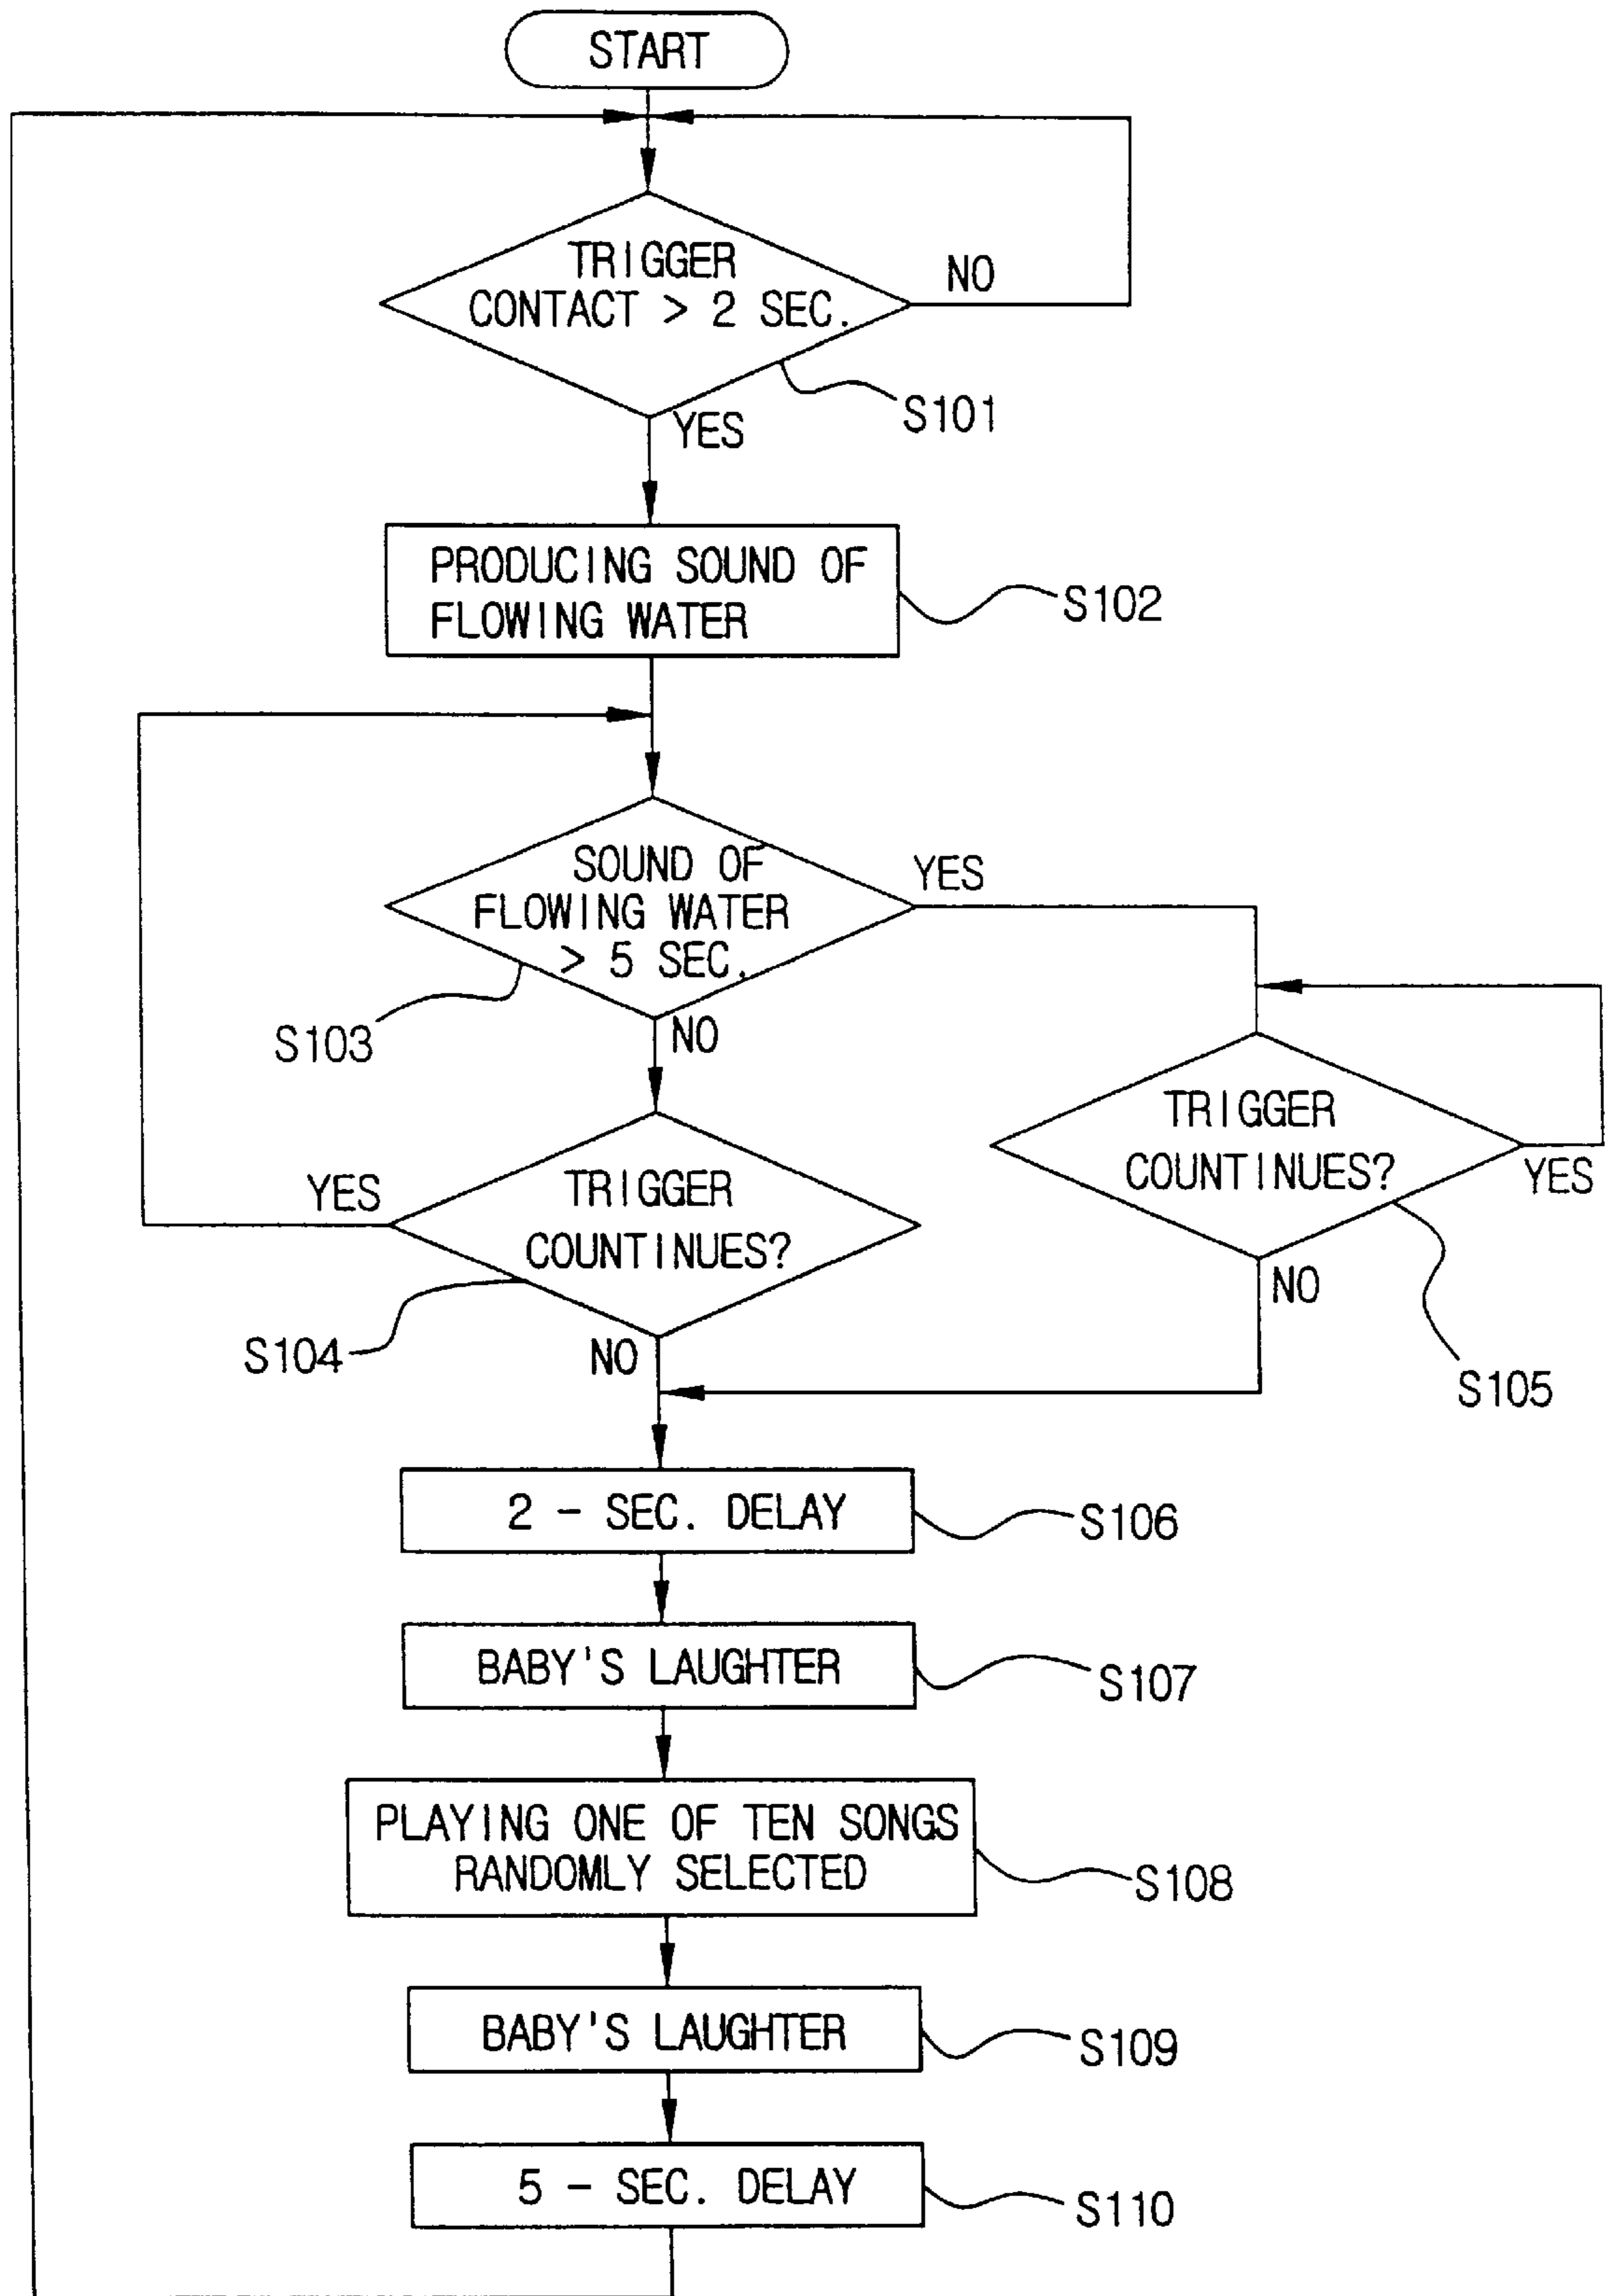 START
TRIGGER
CONTACT > 2 SEC.
NO
S101
YES
PRODUCING SOUND OF
FLOWING WATER
S102
SOUND OF
FLOWING WATER
> 5 SEC.
YES
S103
NO
TRIGGER
COUNTINUES?
YES
NO
S105
TRIGGER
COUNTINUES?
YES
S104
NO
2 - SEC. DELAY
S106
BABY'S LAUGHTER
S107
PLAYING ONE OF TEN SONGS
RANDOMLY SELECTED
S108
BABY'S LAUGHTER
S109
5 - SEC. DELAY
S110